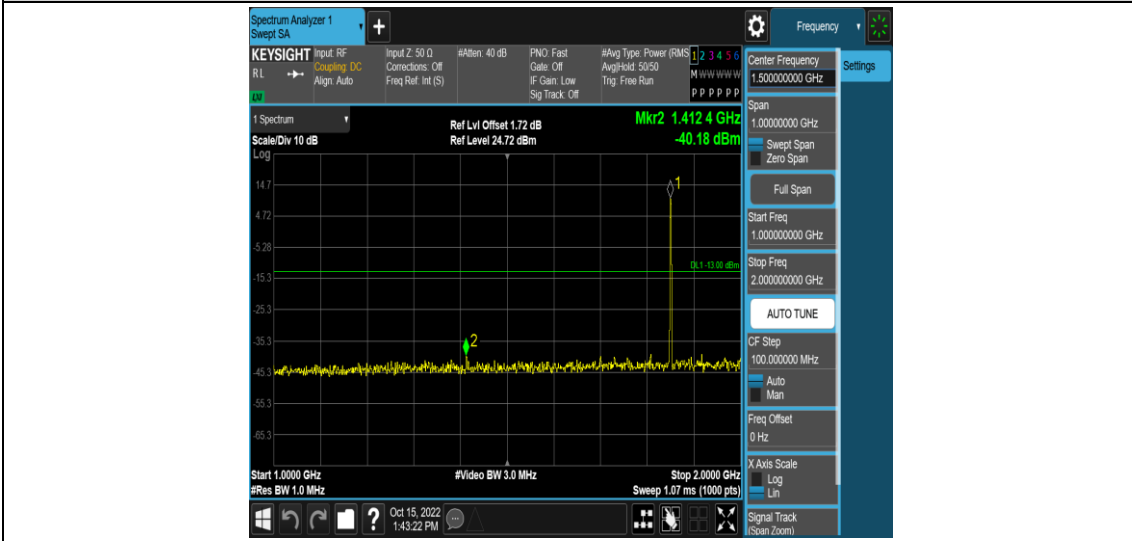 Spectrum Analyzer 1
Swept SA
Frequency
KEYSIGHT
RL
Input: RF
Coupling: DC
Align: Auto
Input Z: 50 Ω
Corrections: Off
Freq Ref: Int (S)
#Atten: 40 dB
PNO: Fast
Gate: Off
IF Gain: Low
Sig Track: Off
#Avg Type: Power (RMS
Avg|Hold: 50/50
Trig: Free Run
1 2 3 4 5 6
M W W W W W
P P P P P P
1 Spectrum
Scale/Div 10 dB
Log
Ref Lvl Offset 1.72 dB
Ref Level 24.72 dBm
Mkr2 1.412 4 GHz
-40.18 dBm
14.7
4.72
-5.28
-15.3
-25.3
-35.3
-45.3
-55.3
-65.3
1
DL1 -13.00 dBm
2
Start 1.0000 GHz
#Res BW 1.0 MHz
#Video BW 3.0 MHz
Stop 2.0000 GHz
Sweep 1.07 ms (1000 pts)
Oct 15, 2022
1:43:22 PM
Center Frequency
1.500000000 GHz
Settings
Span
1.00000000 GHz
Swept Span
Zero Span
Full Span
Start Freq
1.000000000 GHz
Stop Freq
2.000000000 GHz
AUTO TUNE
CF Step
100.000000 MHz
Auto
Man
Freq Offset
0 Hz
X Axis Scale
Log
Lin
Signal Track
(Span Zoom)